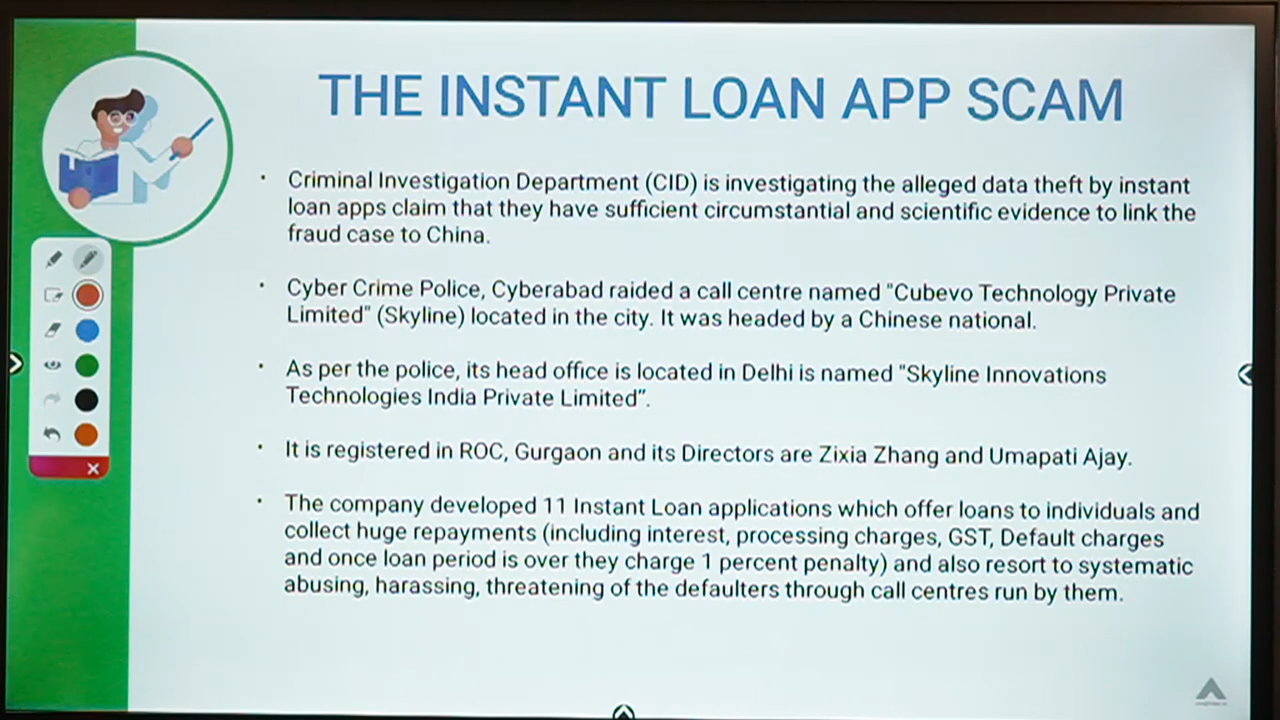 THE INSTANT LOAN APP SCAM
• Criminal Investigation Department (CID) is investigating the alleged data theft by instant
loan apps claim that they have sufficient circumstantial and scientific evidence to link the
fraud case to China.
• Cyber Crime Police, Cyberabad raided a call centre named "Cubevo Technology Private
Limited" (Skyline) located in the city. It was headed by a Chinese national.
• As per the police, its head office is located in Delhi is named "Skyline Innovations
Technologies India Private Limited”.
• It is registered in ROC, Gurgaon and its Directors are Zixia Zhang and Umapati Ajay.
• The company developed 11 Instant Loan applications which offer loans to individuals and
collect huge repayments (including interest, processing charges, GST, Default charges
and once loan period is over they charge 1 percent penalty) and also resort to systematic
abusing, harassing, threatening of the defaulters through call centres run by them.